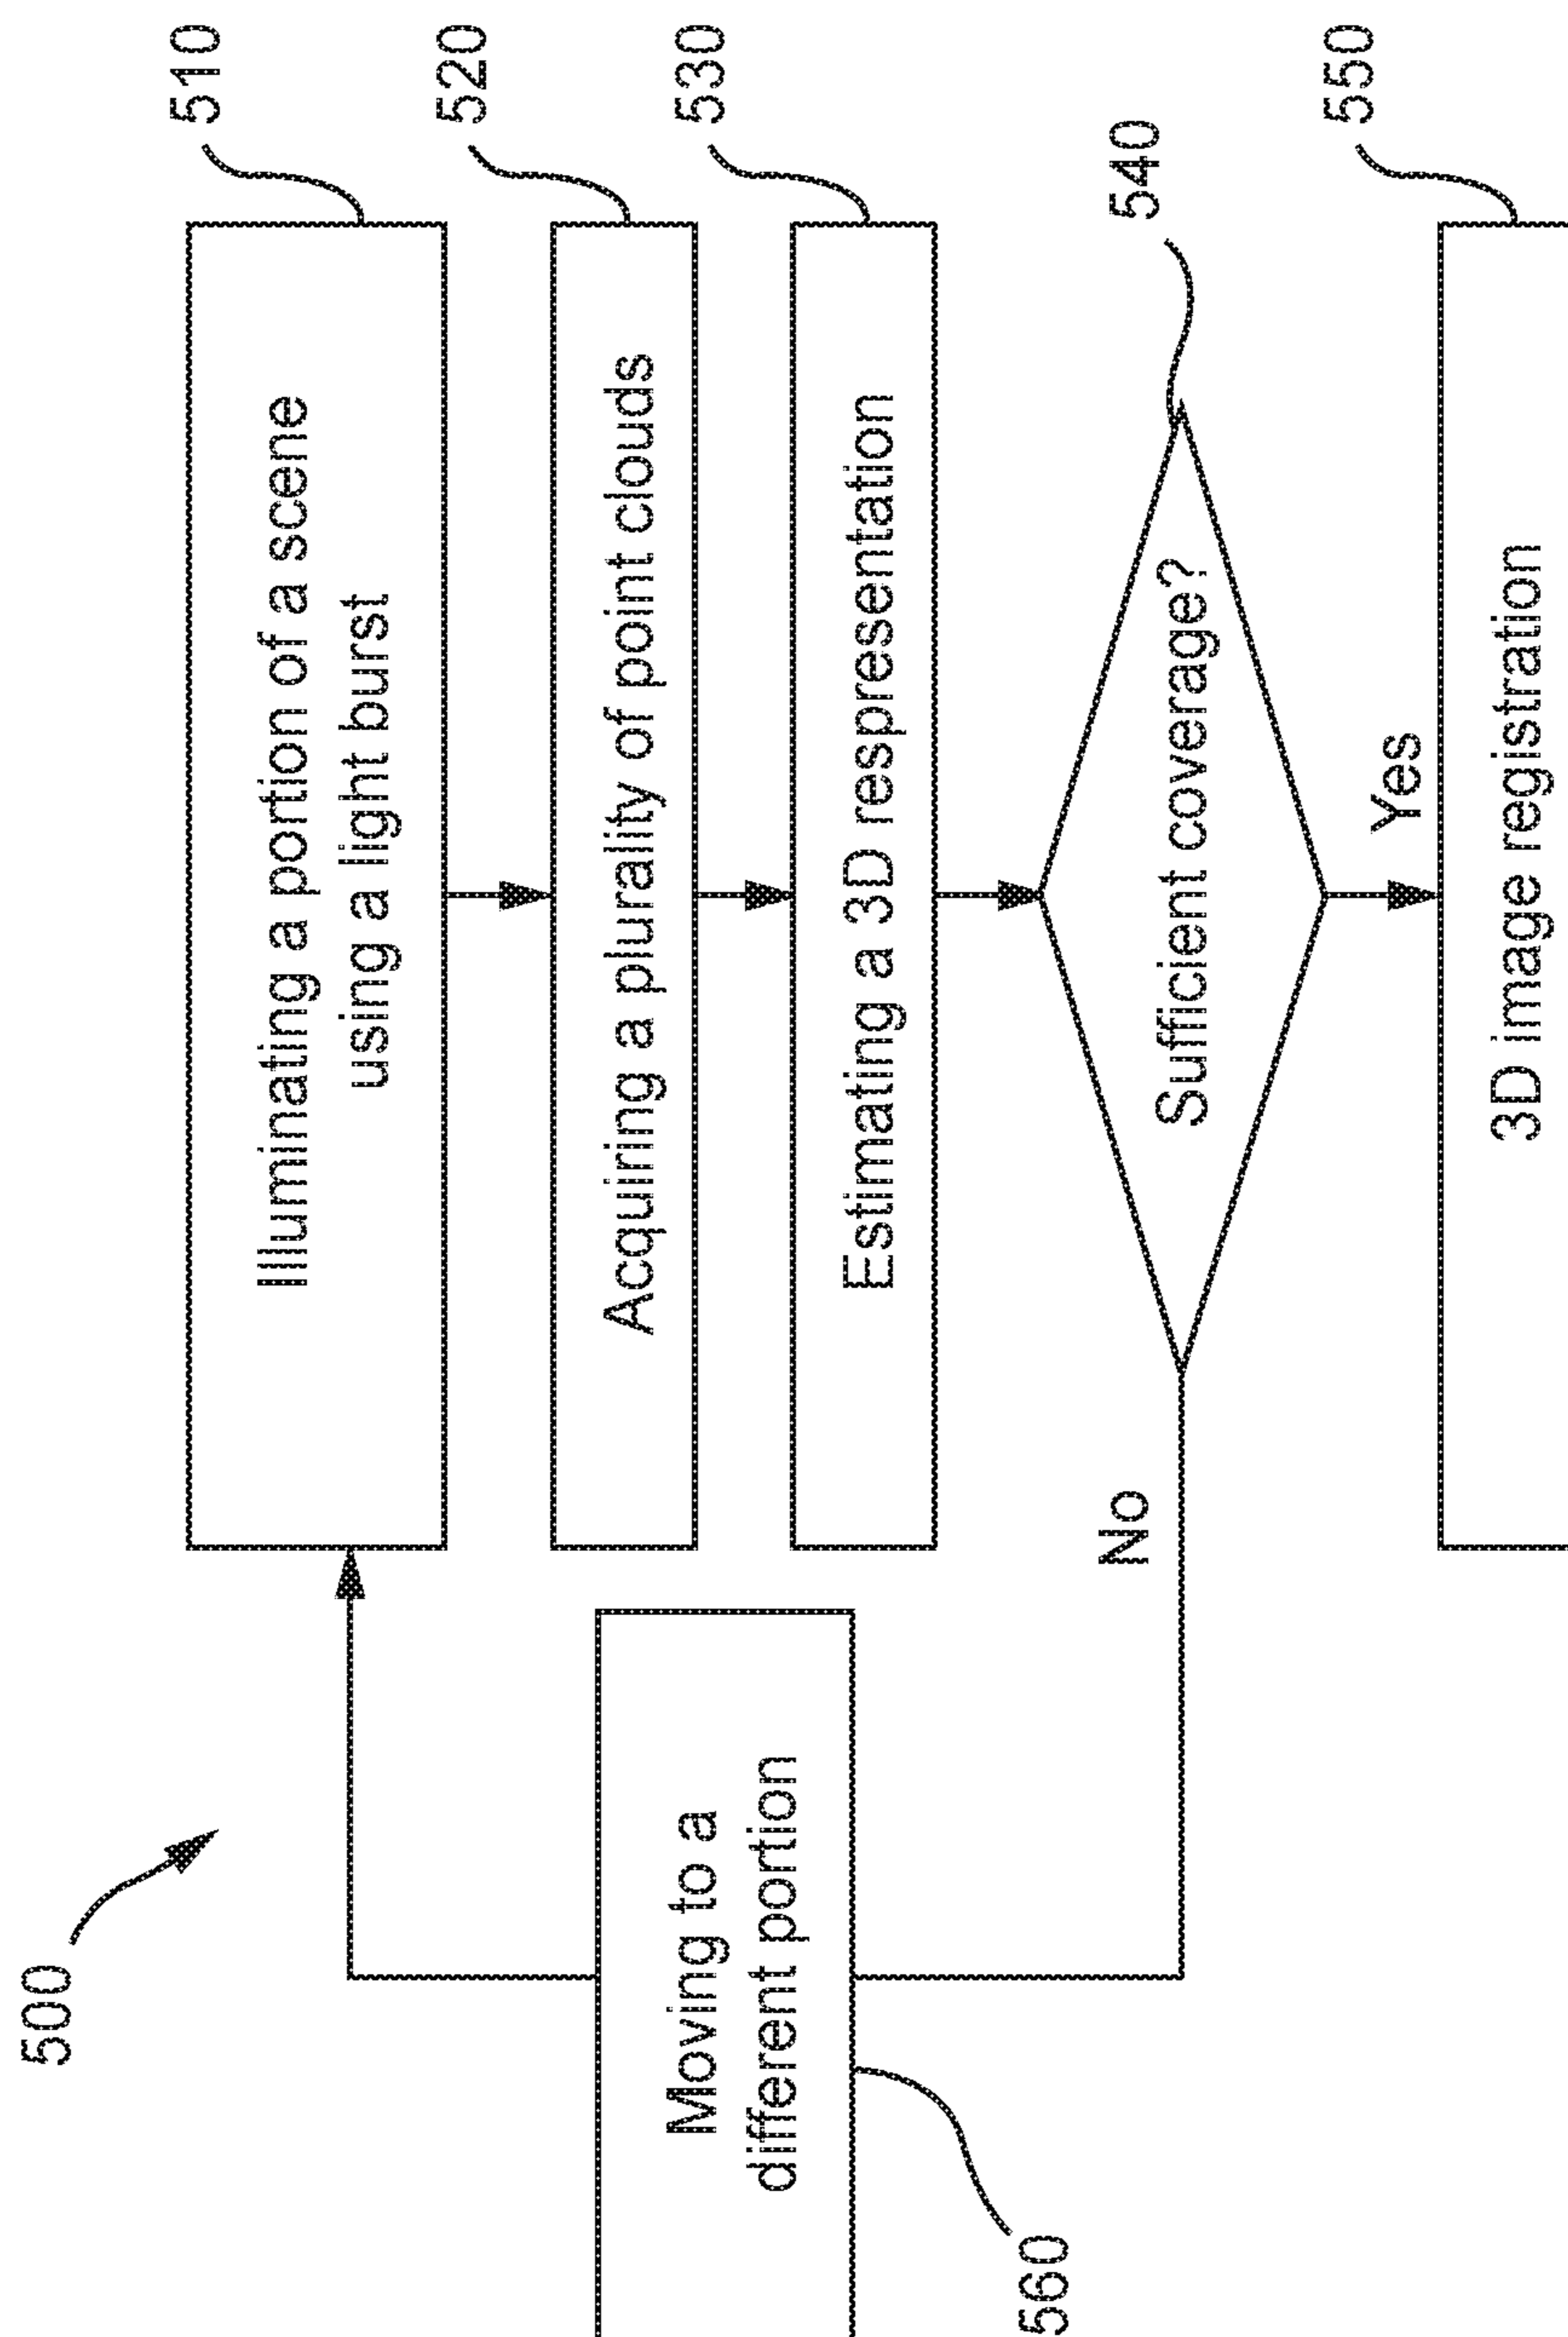 500
Illuminating a portion of a scene
using a light burst
510
Acquiring a plurality of point clouds
520
Estimating a 3D respresentation
530
Sufficient coverage?
540
No
Yes
3D image registration
550
Moving to a
different portion
560